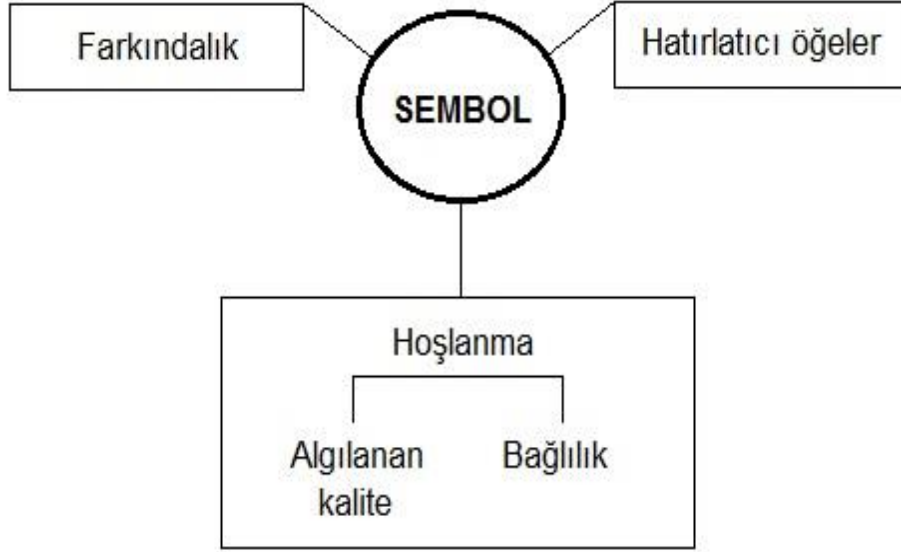 Farkındalık
Hatırlatıcı öğeler
SEMBOL
Hoşlanma
Algılanan
kalite
Bağlılık